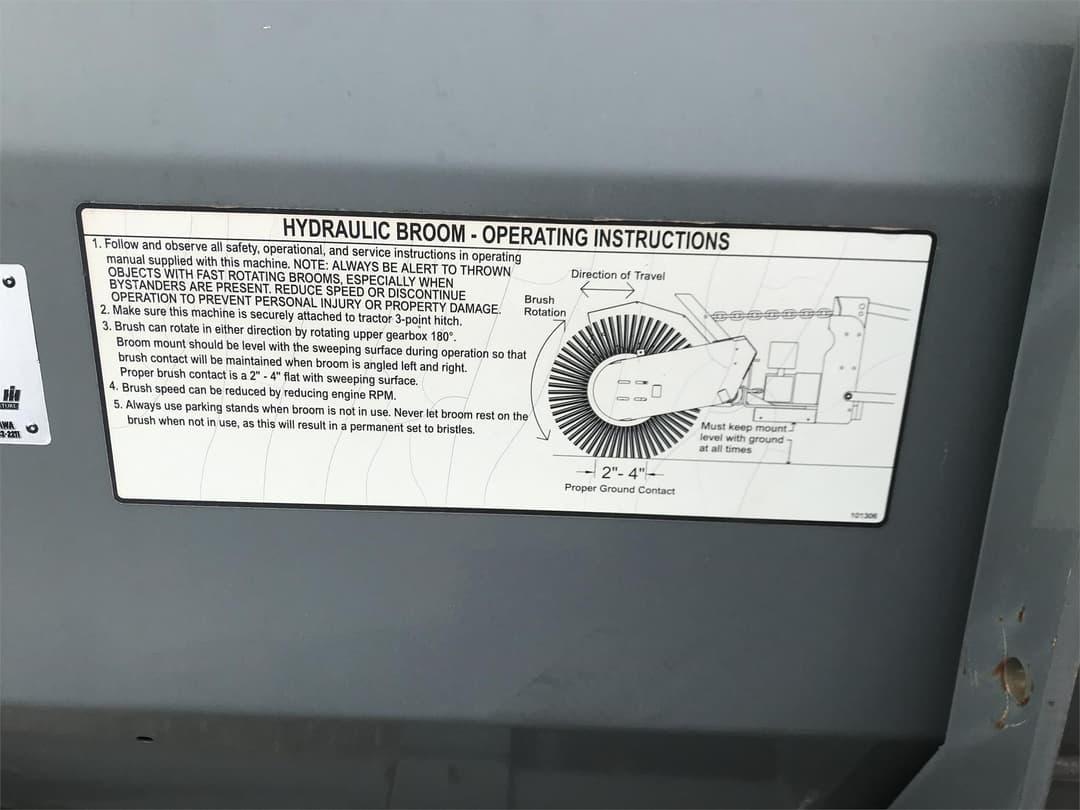 HYDRAULIC BROOM - OPERATING INSTRUCTIONS
1. Follow and observe all safety, operational, and service instructions in operating
manual supplied with this machine. NOTE: ALWAYS BE ALERT TO THROWN
OBJECTS WITH FAST ROTATING BROOMS, ESPECIALLY WHEN
BYSTANDERS ARE PRESENT. REDUCE SPEED OR DISCONTINUE
OPERATION TO PREVENT PERSONAL INJURY OR PROPERTY DAMAGE.
2. Make sure this machine is securely attached to tractor 3-point hitch.
3. Brush can rotate in either direction by rotating upper gearbox 180°.
Broom mount should be level with the sweeping surface during operation so that
brush contact will be maintained when broom is angled left and right.
Proper brush contact is a 2" - 4" flat with sweeping surface.
4. Brush speed can be reduced by reducing engine RPM.
5. Always use parking stands when broom is not in use. Never let broom rest on the
brush when not in use, as this will result in a permanent set to bristles.
Direction of Travel
Brush
Rotation
Must keep mount
level with ground
at all times
2"- 4"
Proper Ground Contact
101306